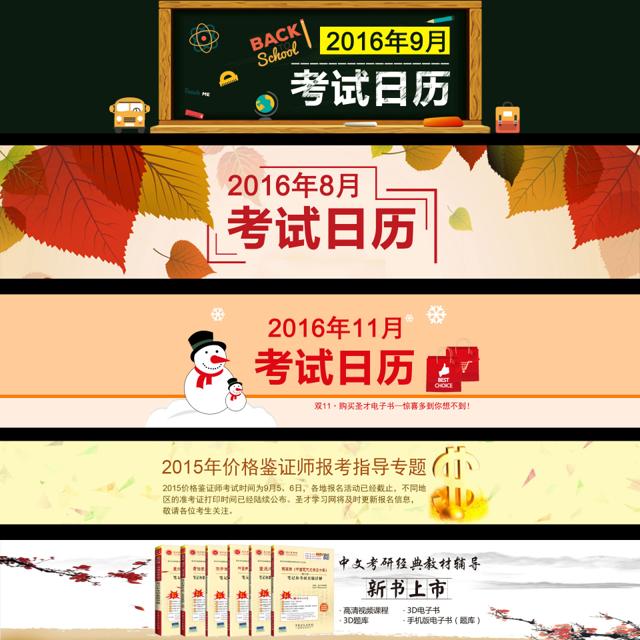 BACK
TO
School
2016年9月
考试日历
ME
2016年8月
考试日历
2016年11月
考试日历
BEST
CHOICE
双11，购买圣才电子书—惊喜多到你想不到！
2015年价格鉴证师报考指导专题
2015价格鉴证师考试时间为9月5、6日，各地报名活动已经截止，不同地
区的准考证打印时间已经陆续公布。圣才学习网将及时更新报名信息，
敬请各位考生关注。
中文考研经典教材辅导
新书上市
· 高清视频课程
· 3D电子书
· 3D题库
· 手机版电子书（题库）